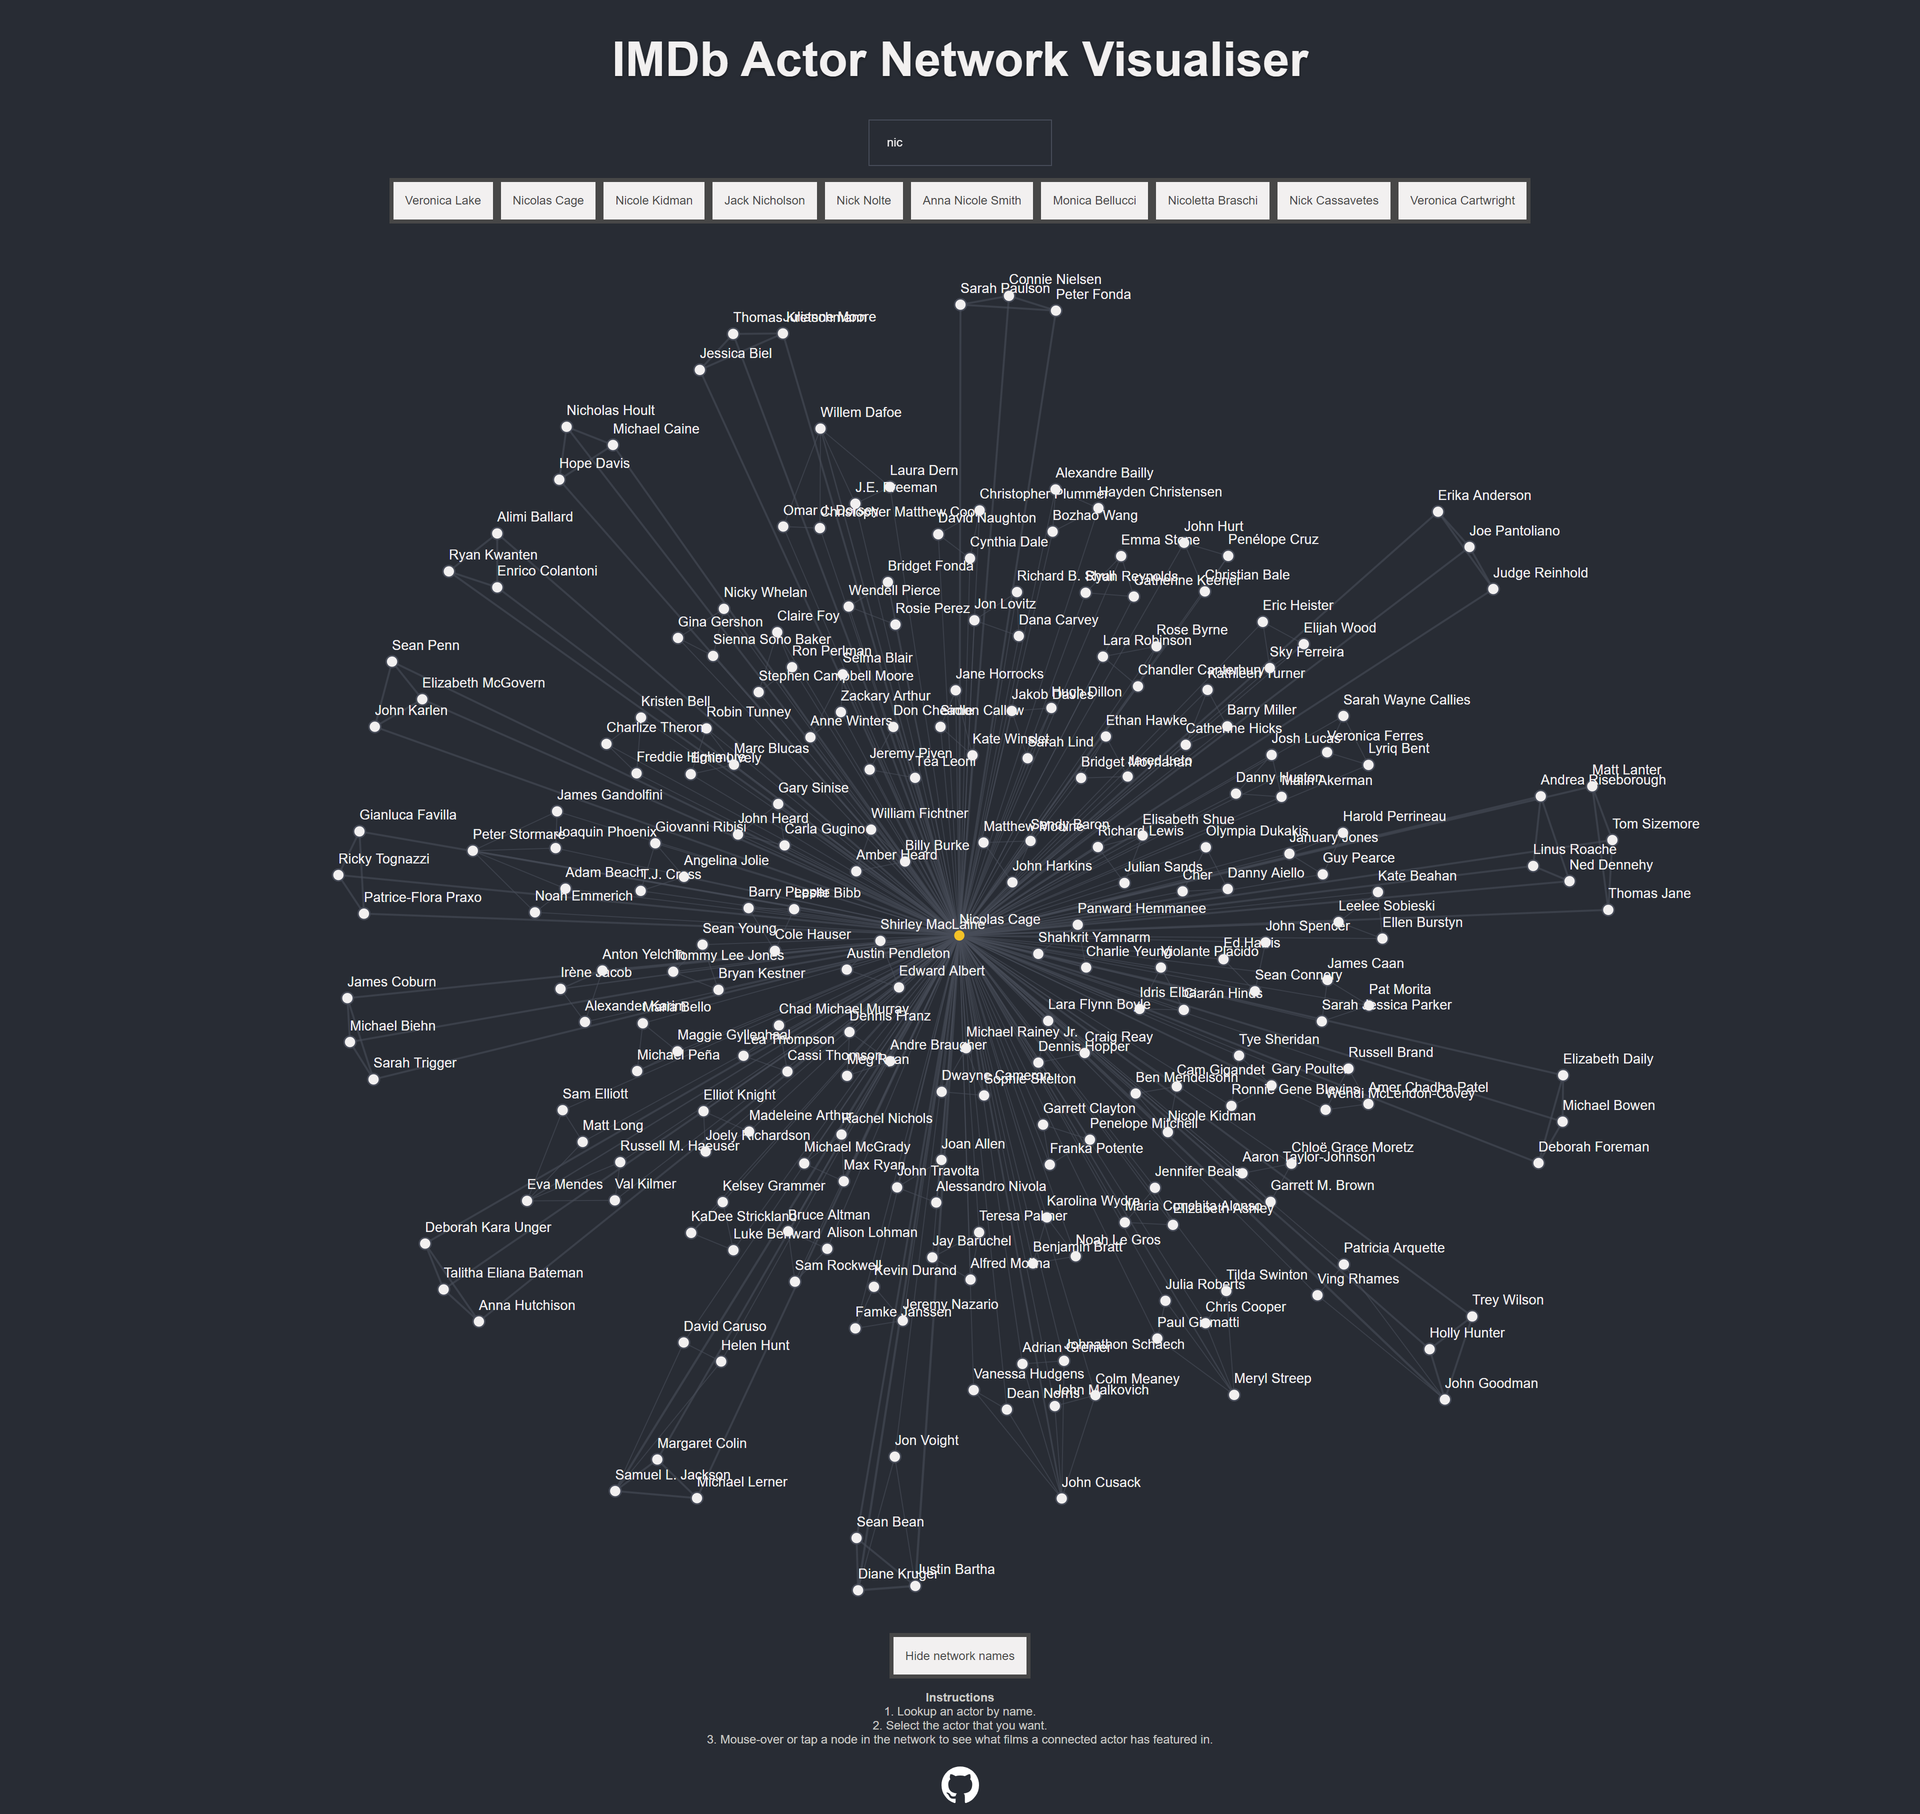 IMDb Actor Network Visualiser
nic
Veronica Lake
Nicolas Cage
Nicole Kidman
Jack Nicholson
Nick Nolte
Anna Nicole Smith
Monica Bellucci
Nicoletta Braschi
Nick Cassavetes
Veronica Cartwright
Connie Nielsen
Sarah Paulson
Peter Fonda
Thomas Kretschmann
Julianne Moore
Jessica Biel
Nicholas Hoult
Willem Dafoe
Michael Caine
Hope Davis
Laura Dern
Alexandre Bailly
J.E. Freeman
Christopher Plummer
Hayden Christensen
Erika Anderson
Omar J. Dorsey
Christopher Matthew Cook
David Naughton
Bozhao Wang
Alimi Ballard
John Hurt
Joe Pantoliano
Emma Stone
Penélope Cruz
Cynthia Dale
Ryan Kwanten
Enrico Colantoni
Bridget Fonda
Richard B. Shull
Ryan Reynolds
Catherine Keener
Christian Bale
Judge Reinhold
Nicky Whelan
Wendell Pierce
Jon Lovitz
Eric Heister
Claire Foy
Rosie Perez
Dana Carvey
Gina Gershon
Elijah Wood
Sienna Soho Baker
Rose Byrne
Lara Robinson
Sean Penn
Ron Perlman
Selma Blair
Sky Ferreira
Stephen Campbell Moore
Jane Horrocks
Chandler Canterbury
Kathleen Turner
Elizabeth McGovern
Zackary Arthur
Jakob Davies
Hugh Dillon
Kristen Bell
Sarah Wayne Callies
John Karlen
Robin Tunney
Anne Winters
Don Cheadle
Simon Callow
Ethan Hawke
Barry Miller
Charlize Theron
Catherine Hicks
Veronica Ferres
Kate Winslet
Sarah Lind
Josh Lucas
Lyriq Bent
Marc Blucas
Freddie Highmore
Ernie Lively
Jeremy Piven
Téa Leoni
Bridget Moynahan
Jared Leto
Matt Lanter
Gary Sinise
Danny Huston
Malin Akerman
Andrea Riseborough
James Gandolfini
Gianluca Favilla
William Fichtner
Elisabeth Shue
Harold Perrineau
John Heard
Sandy Baron
Tom Sizemore
Peter Stormare
Joaquin Phoenix
Giovanni Ribisi
Carla Gugino
Matthew Modine
Richard Lewis
Olympia Dukakis
January Jones
Billy Burke
Linus Roache
Ricky Tognazzi
Amber Heard
Angelina Jolie
Guy Pearce
Adam Beach
T.J. Cross
John Harkins
Julian Sands
Ned Dennehy
Cher
Danny Aiello
Kate Beahan
Patrice-Flora Praxo
Noah Emmerich
Barry Pepper
Leslie Bibb
Thomas Jane
Panward Hemmanee
Leelee Sobieski
Nicolas Cage
Shirley MacLaine
John Spencer
Ellen Burstyn
Sean Young
Cole Hauser
Shahkrit Yamnarm
Ed Harris
Anton Yelchin
Tommy Lee Jones
Austin Pendleton
Charlie Yeung
Violante Placido
James Caan
Irène Jacob
Bryan Kestner
Edward Albert
Sean Connery
James Coburn
Idris Elba
Ciarán Hinds
Pat Morita
Alexander Karim
Maria Bello
Chad Michael Murray
Lara Flynn Boyle
Sarah Jessica Parker
Dennis Franz
Michael Biehn
Maggie Gyllenhaal
Lea Thompson
Michael Rainey Jr.
Craig Reay
Tye Sheridan
Andre Braugher
Dennis Hopper
Russell Brand
Elizabeth Daily
Sarah Trigger
Michael Peña
Cassi Thomson
Meg Ryan
Cam Gigandet
Gary Poulter
Dwayne Cameron
Sophie Skelton
Ben Mendelsohn
Ronnie Gene Blevins
Amer Chadha-Patel
Wendi McLendon-Covey
Sam Elliott
Elliot Knight
Michael Bowen
Garrett Clayton
Matt Long
Madeleine Arthur
Rachel Nichols
Penelope Mitchell
Nicole Kidman
Joely Richardson
Russell M. Haeuser
Michael McGrady
Joan Allen
Franka Potente
Chloë Grace Moretz
Deborah Foreman
Aaron Taylor-Johnson
Max Ryan
John Travolta
Jennifer Beals
Eva Mendes
Val Kilmer
Kelsey Grammer
Alessandro Nivola
Garrett M. Brown
Karolina Wydra
Maria Conchita Alonso
Elizabeth Ashley
KaDee Strickland
Bruce Altman
Teresa Palmer
Deborah Kara Unger
Luke Benward
Alison Lohman
Jay Baruchel
Noah Le Gros
Benjamin Bratt
Patricia Arquette
Sam Rockwell
Kevin Durand
Alfred Molina
Talitha Eliana Bateman
Julia Roberts
Tilda Swinton
Ving Rhames
Anna Hutchison
Famke Janssen
Jeremy Nazario
Chris Cooper
Trey Wilson
David Caruso
Paul Giamatti
Holly Hunter
Helen Hunt
Adrian Grenier
Johnathon Schaech
Vanessa Hudgens
Colm Meaney
Meryl Streep
John Goodman
Dean Norris
John Malkovich
Margaret Colin
Jon Voight
Samuel L. Jackson
Michael Lerner
John Cusack
Sean Bean
Diane Kruger
Justin Bartha
Hide network names
Instructions
1. Lookup an actor by name.
2. Select the actor that you want.
3. Mouse-over or tap a node in the network to see what films a connected actor has featured in.